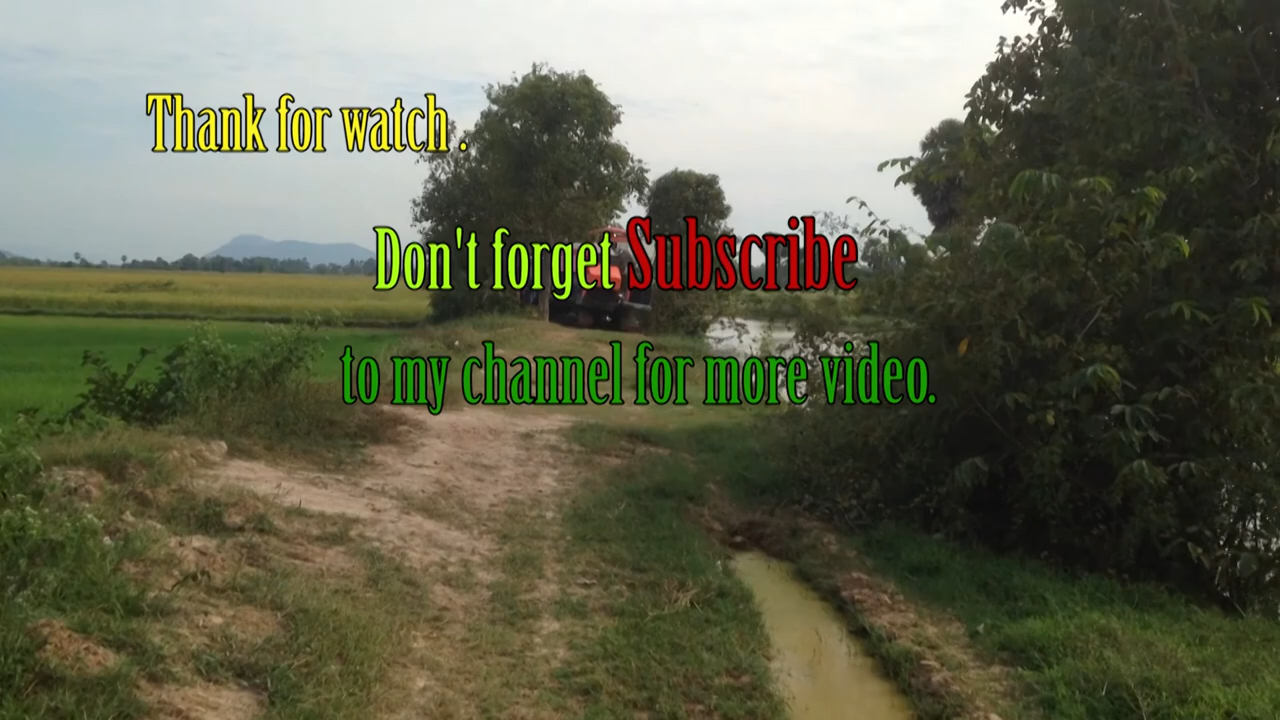 Thank for watch .
Don't forget Subscribe
to my channel for more video.